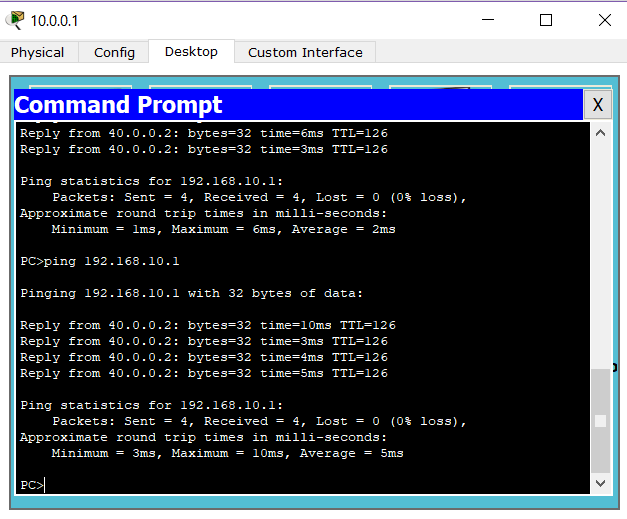 10.0.0.1
Physical Config Desktop Custom Interface
Command Prompt X
Reply from 40.0.0.2: bytes=32 time=6ms TTL=126
Reply from 40.0.0.2: bytes=32 time=3ms TTL=126
Ping statistics for 192.168.10.1:
Packets: Sent = 4, Received = 4, Lost = 0 (0% loss),
Approximate round trip times in milli-seconds:
Minimum = 1ms, Maximum = 6ms, Average = 2ms
PC>ping 192.168.10.1
Pinging 192.168.10.1 with 32 bytes of data:
Reply from 40.0.0.2: bytes=32 time=10ms TTL=126
Reply from 40.0.0.2: bytes=32 time=3ms TTL=126
Reply from 40.0.0.2: bytes=32 time=4ms TTL=126
Reply from 40.0.0.2: bytes=32 time=5ms TTL=126
Ping statistics for 192.168.10.1:
Packets: Sent = 4, Received = 4, Lost = 0 (0% loss),
Approximate round trip times in milli-seconds:
Minimum = 3ms, Maximum = 10ms, Average = 5ms
PC>